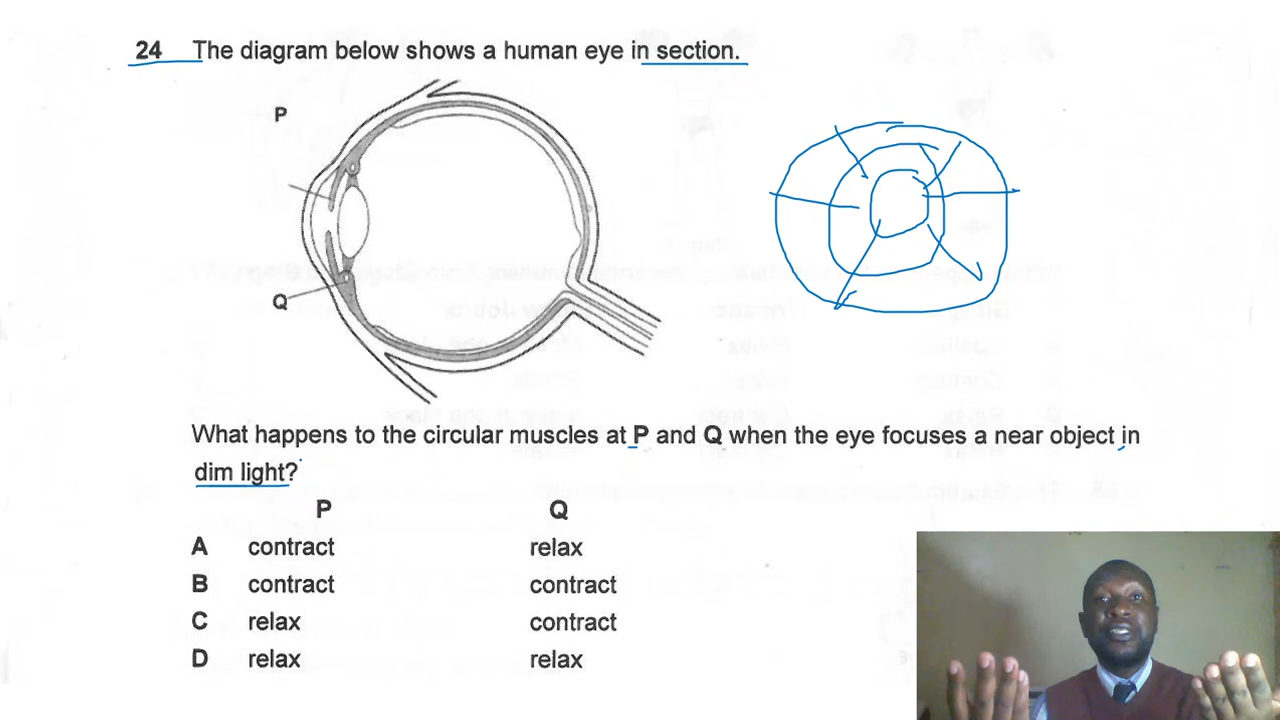 24 The diagram below shows a human eye in section.
P
Q
What happens to the circular muscles at P and Q when the eye focuses a near object in
dim light?
P Q
A contract relax
B contract contract
C relax contract
D relax relax